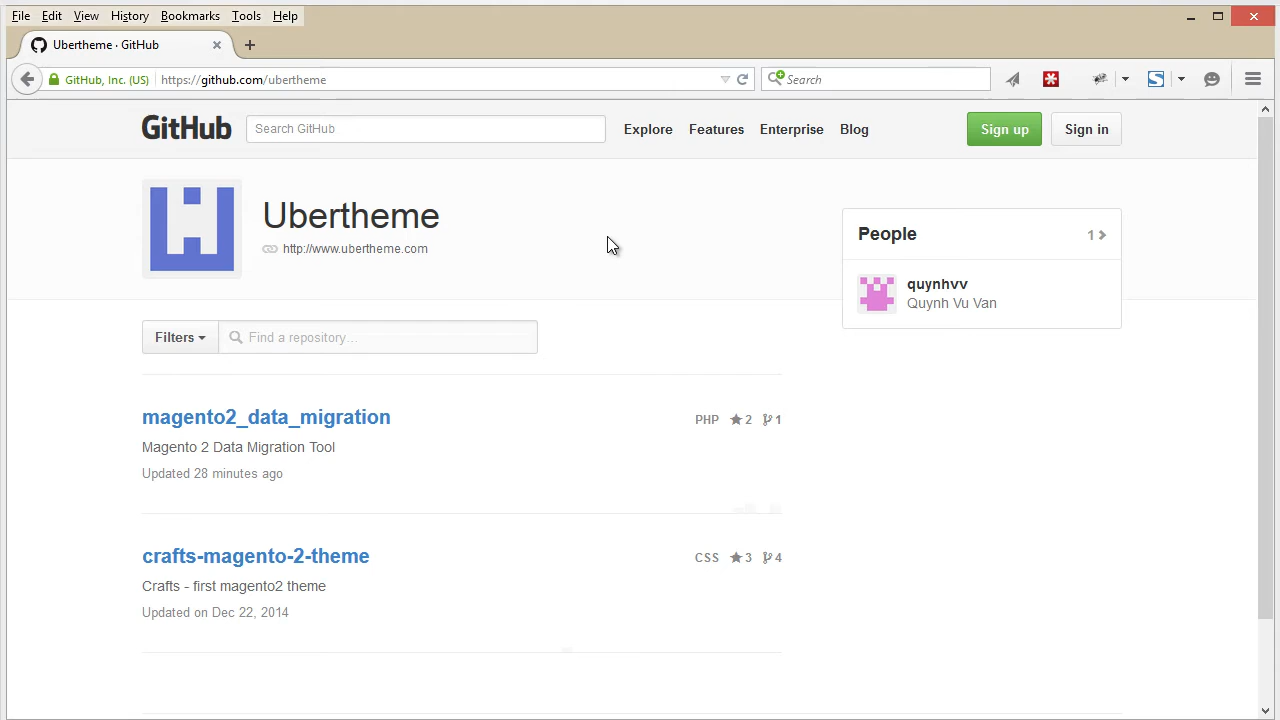 File Edit View History Bookmarks Tools Help
Ubertheme · GitHub
GitHub, Inc. (US) https://github.com/ubertheme Search
GitHub Search GitHub Explore Features Enterprise Blog Sign up Sign in
Ubertheme
http://www.ubertheme.com
People 1
quynhvv
Quynh Vu Van
Filters Find a repository...
magento2_data_migration PHP 2 1
Magento 2 Data Migration Tool
Updated 28 minutes ago
crafts-magento-2-theme CSS 3 4
Crafts - first magento2 theme
Updated on Dec 22, 2014